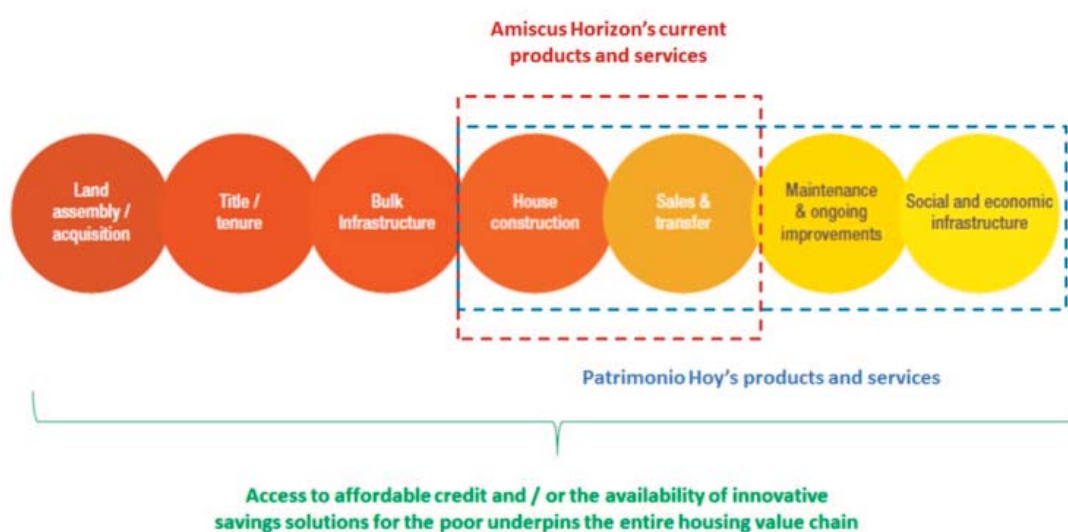 Amiscus Horizon's current
products and services
Land
assembly /
acquisition
Title /
tenure
Bulk
Infrastructure
House
construction
Sales &
transfer
Maintenance
& ongoing
improvements
Social and economic
infrastructure
Patrimonio Hoy's products and services
Access to affordable credit and / or the availability of innovative
savings solutions for the poor underpins the entire housing value chain